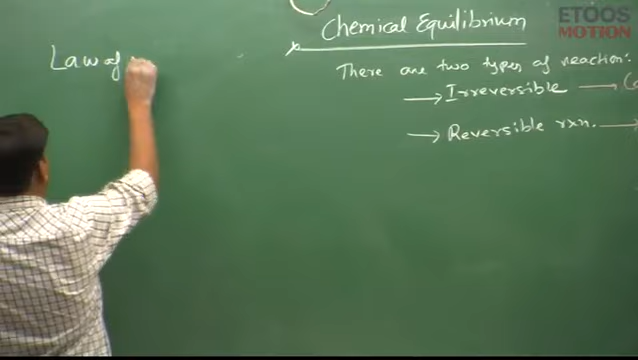 Law of
Chemical Equilibrium
There are two types of reaction:
→ Irreversible →
→ Reversible rxn. →
ETOOS
MOTION